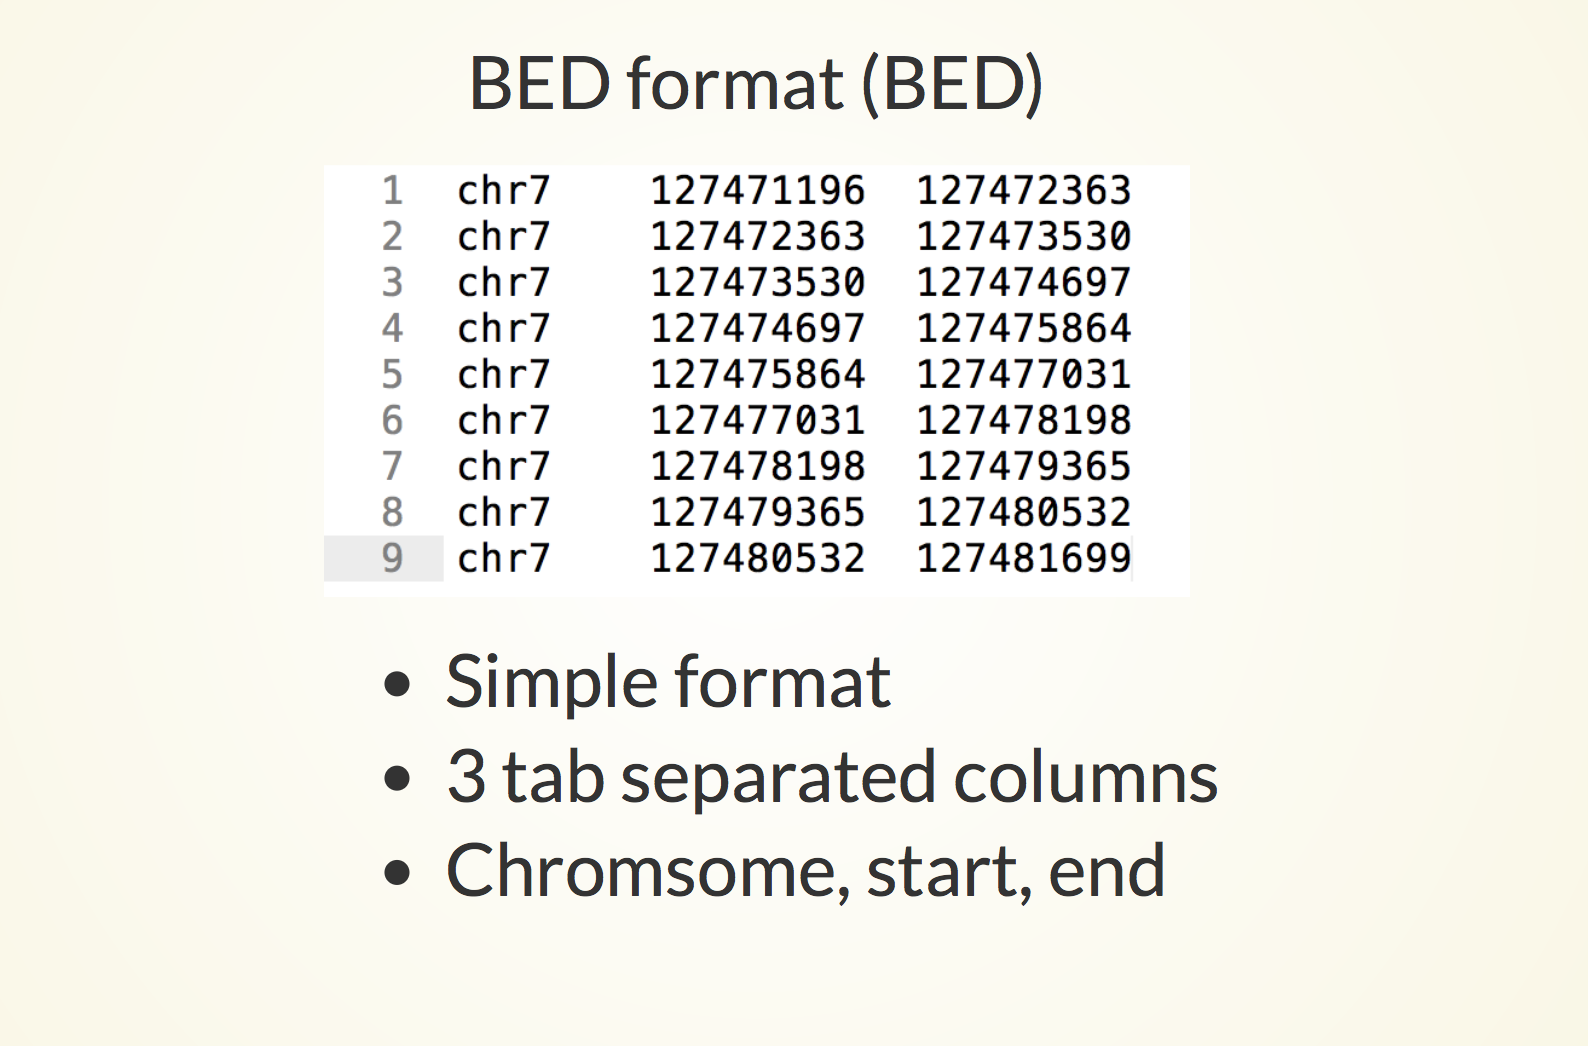 BED format (BED)
1 chr7 127471196 127472363
2 chr7 127472363 127473530
3 chr7 127473530 127474697
4 chr7 127474697 127475864
5 chr7 127475864 127477031
6 chr7 127477031 127478198
7 chr7 127478198 127479365
8 chr7 127479365 127480532
9 chr7 127480532 127481699
• Simple format
• 3 tab separated columns
• Chromsome, start, end